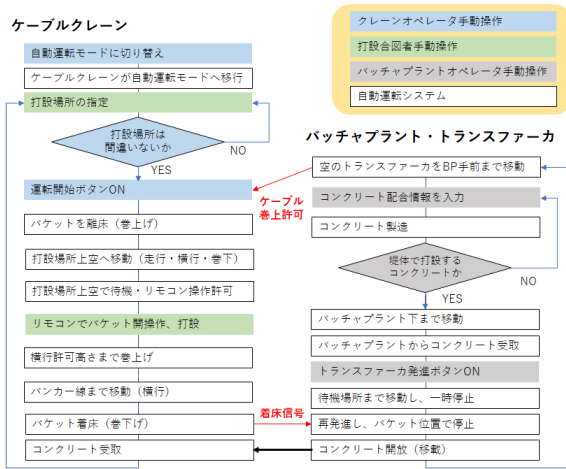 ケーブルクレーン
自動運転モードに切り替え
ケーブルクレーンが自動運転モードへ移行
打設場所の指定
打設場所は
間違いないか
NO
YES
運転開始ボタンON
バケットを離床（巻上げ）
打設場所上空へ移動（走行・横行・巻下）
打設場所上空で待機・リモコン操作許可
リモコンでバケット開操作、打設
横行許可高さまで巻上げ
バンカー線まで移動（横行）
バケット着床（巻下げ）
コンクリート受取
クレーンオペレータ手動操作
打設合図者手動操作
バッチャプラントオペレータ手動操作
自動運転システム
バッチャプラント・トランスファーカ
空のトランスファーカをBP手前まで移動
ケーブル
巻上許可
コンクリート配合情報を入力
コンクリート製造
堤体で打設する
コンクリートか
NO
YES
バッチャプラント下まで移動
バッチャプラントからコンクリート受取
トランスファーカ発進ボタンON
待機場所まで移動し、一時停止
着床信号
再発進し、バケット位置で停止
コンクリート開放（移載）